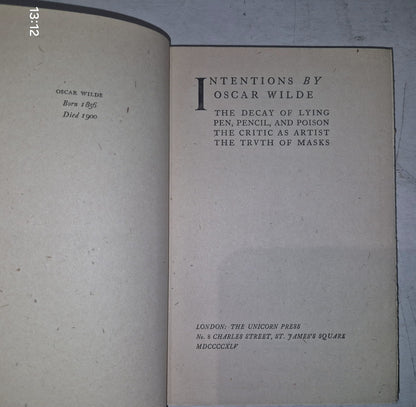 13:12
OSCAR WILDE
Born 1856
Died 1900
INTENTIONS BY
OSCAR WILDE
THE DECAY OF LYING
PEN, PENCIL, AND POISON
THE CRITIC AS ARTIST
THE TRVTH OF MASKS
LONDON: THE UNICORN PRESS
No. 8 CHARLES STREET, ST. JAMES'S SQUARE
MDCCCCXLV